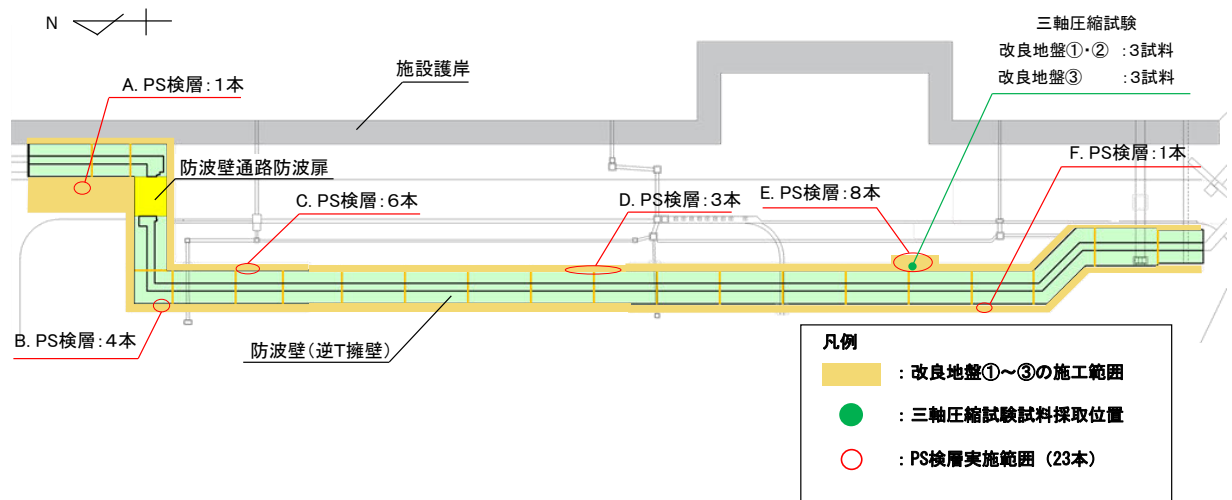 N
三軸圧縮試験
改良地盤①・② :3試料
改良地盤③ :3試料
施設護岸
A. PS検層:1本
防波壁通路防波扉
F. PS検層:1本
C. PS検層:6本
D. PS検層:3本
E. PS検層:8本
B. PS検層:4本
防波壁(逆T擁壁)
凡例
:改良地盤①~③の施工範囲
:三軸圧縮試験試料採取位置
:PS検層実施範囲(23本)